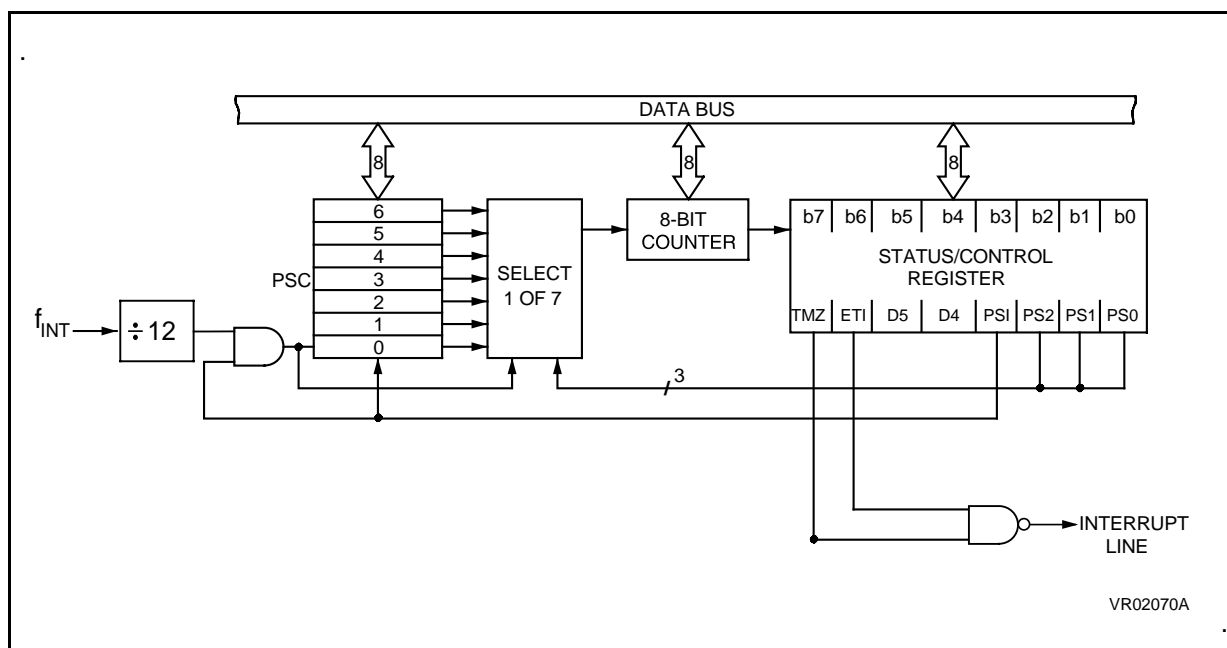 DATA BUS
8 8 8
6
5
4
3
2
1
0
PSC
SELECT
1 OF 7
8-BIT
COUNTER
b7 b6 b5 b4 b3 b2 b1 b0
STATUS/CONTROL
REGISTER
TMZ ETI D5 D4 PSI PS2 PS1 PS0
fINT
÷12
3
INTERRUPT
LINE
VR02070A